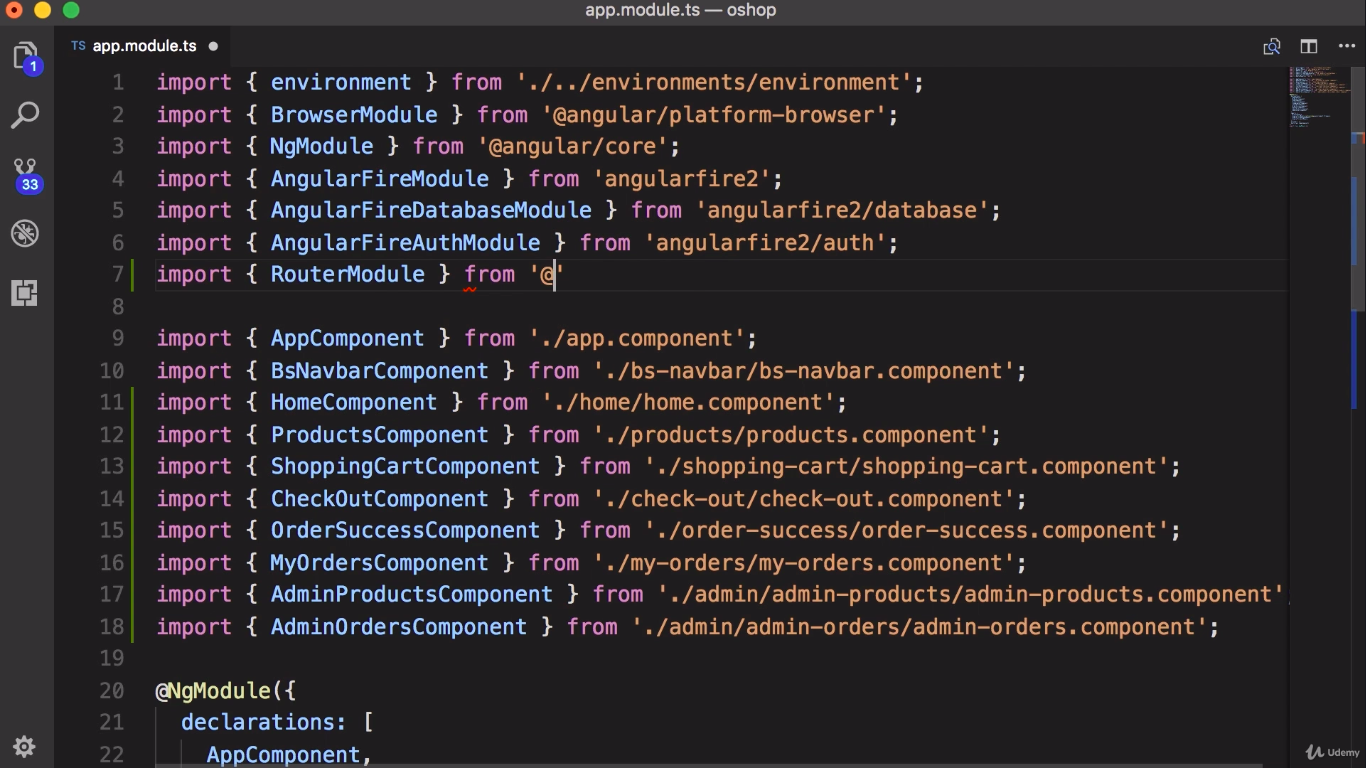 app.module.ts — oshop
TS app.module.ts
1
33
1 import { environment } from './../environments/environment';
2 import { BrowserModule } from '@angular/platform-browser';
3 import { NgModule } from '@angular/core';
4 import { AngularFireModule } from 'angularfire2';
5 import { AngularFireDatabaseModule } from 'angularfire2/database';
6 import { AngularFireAuthModule } from 'angularfire2/auth';
7 import { RouterModule } from '@'
8
9 import { AppComponent } from './app.component';
10 import { BsNavbarComponent } from './bs-navbar/bs-navbar.component';
11 import { HomeComponent } from './home/home.component';
12 import { ProductsComponent } from './products/products.component';
13 import { ShoppingCartComponent } from './shopping-cart/shopping-cart.component';
14 import { CheckOutComponent } from './check-out/check-out.component';
15 import { OrderSuccessComponent } from './order-success/order-success.component';
16 import { MyOrdersComponent } from './my-orders/my-orders.component';
17 import { AdminProductsComponent } from './admin/admin-products/admin-products.component'
18 import { AdminOrdersComponent } from './admin/admin-orders/admin-orders.component';
19
20 @NgModule({
21 declarations: [
22 AppComponent,
Udemy